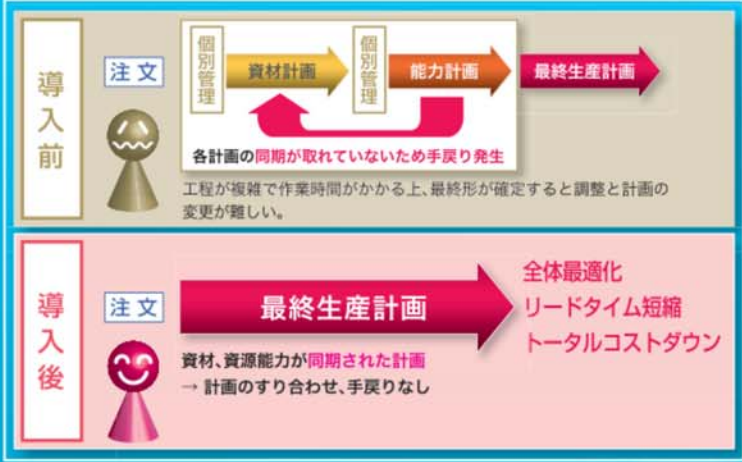 導入前
注文
個別管理
資材計画
個別管理
能力計画
最終生産計画
各計画の同期が取れていないため手戻り発生
工程が複雑で作業時間がかかる上、最終形が確定すると調整と計画の
変更が難しい。
導入後
注文
最終生産計画
資材、資源能力が同期された計画
→ 計画のすり合わせ、手戻りなし
全体最適化
リードタイム短縮
トータルコストダウン